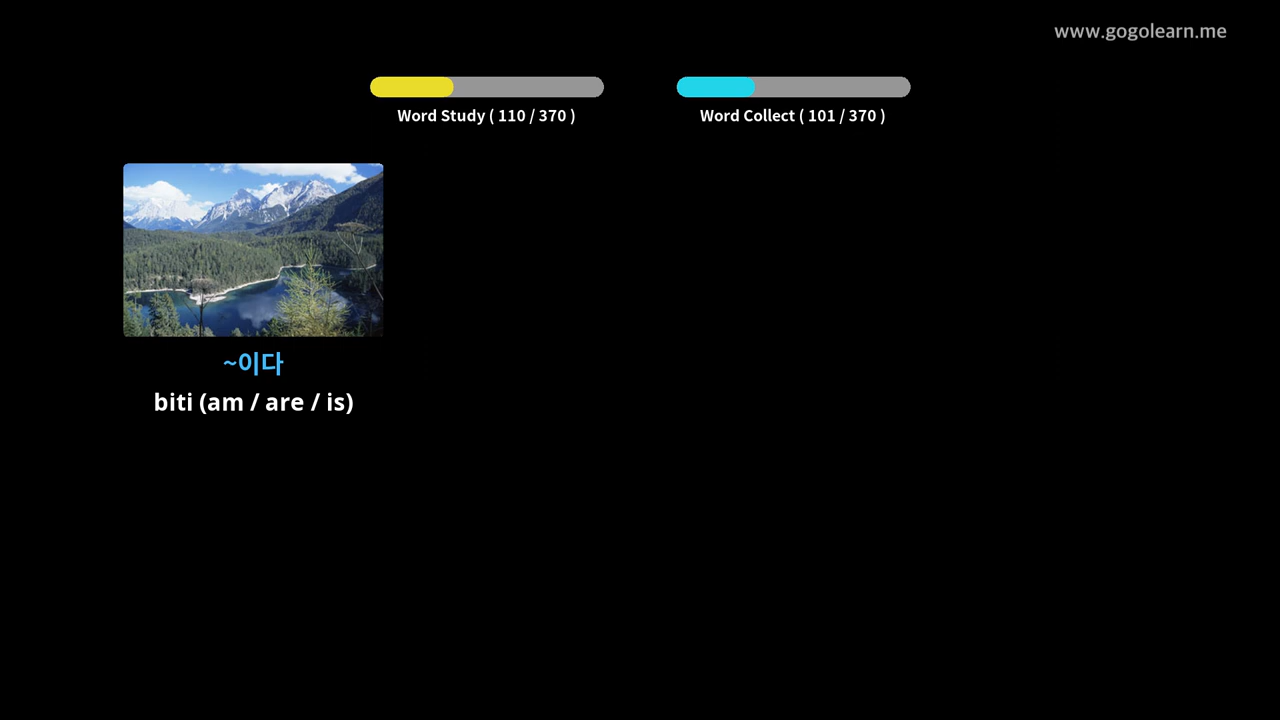 www.gogolearn.me
Word Study ( 110 / 370 )
Word Collect ( 101 / 370 )
~이다
biti (am / are / is)